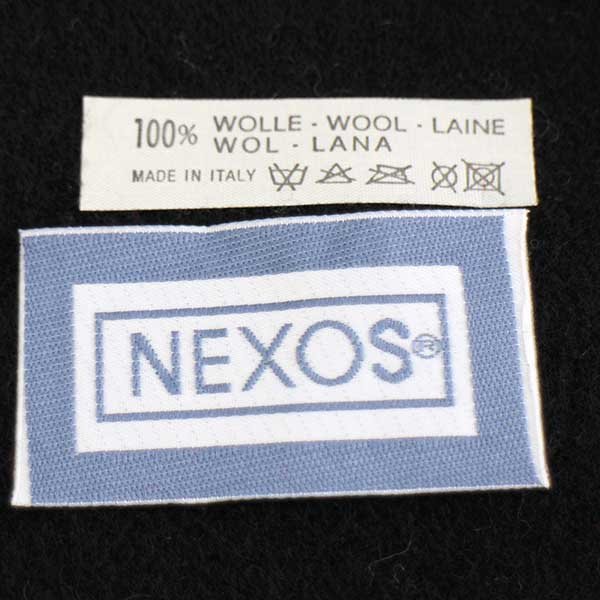 100% WOLLE - WOOL - LAINE
WOL - LANA
MADE IN ITALY
NEXOS®